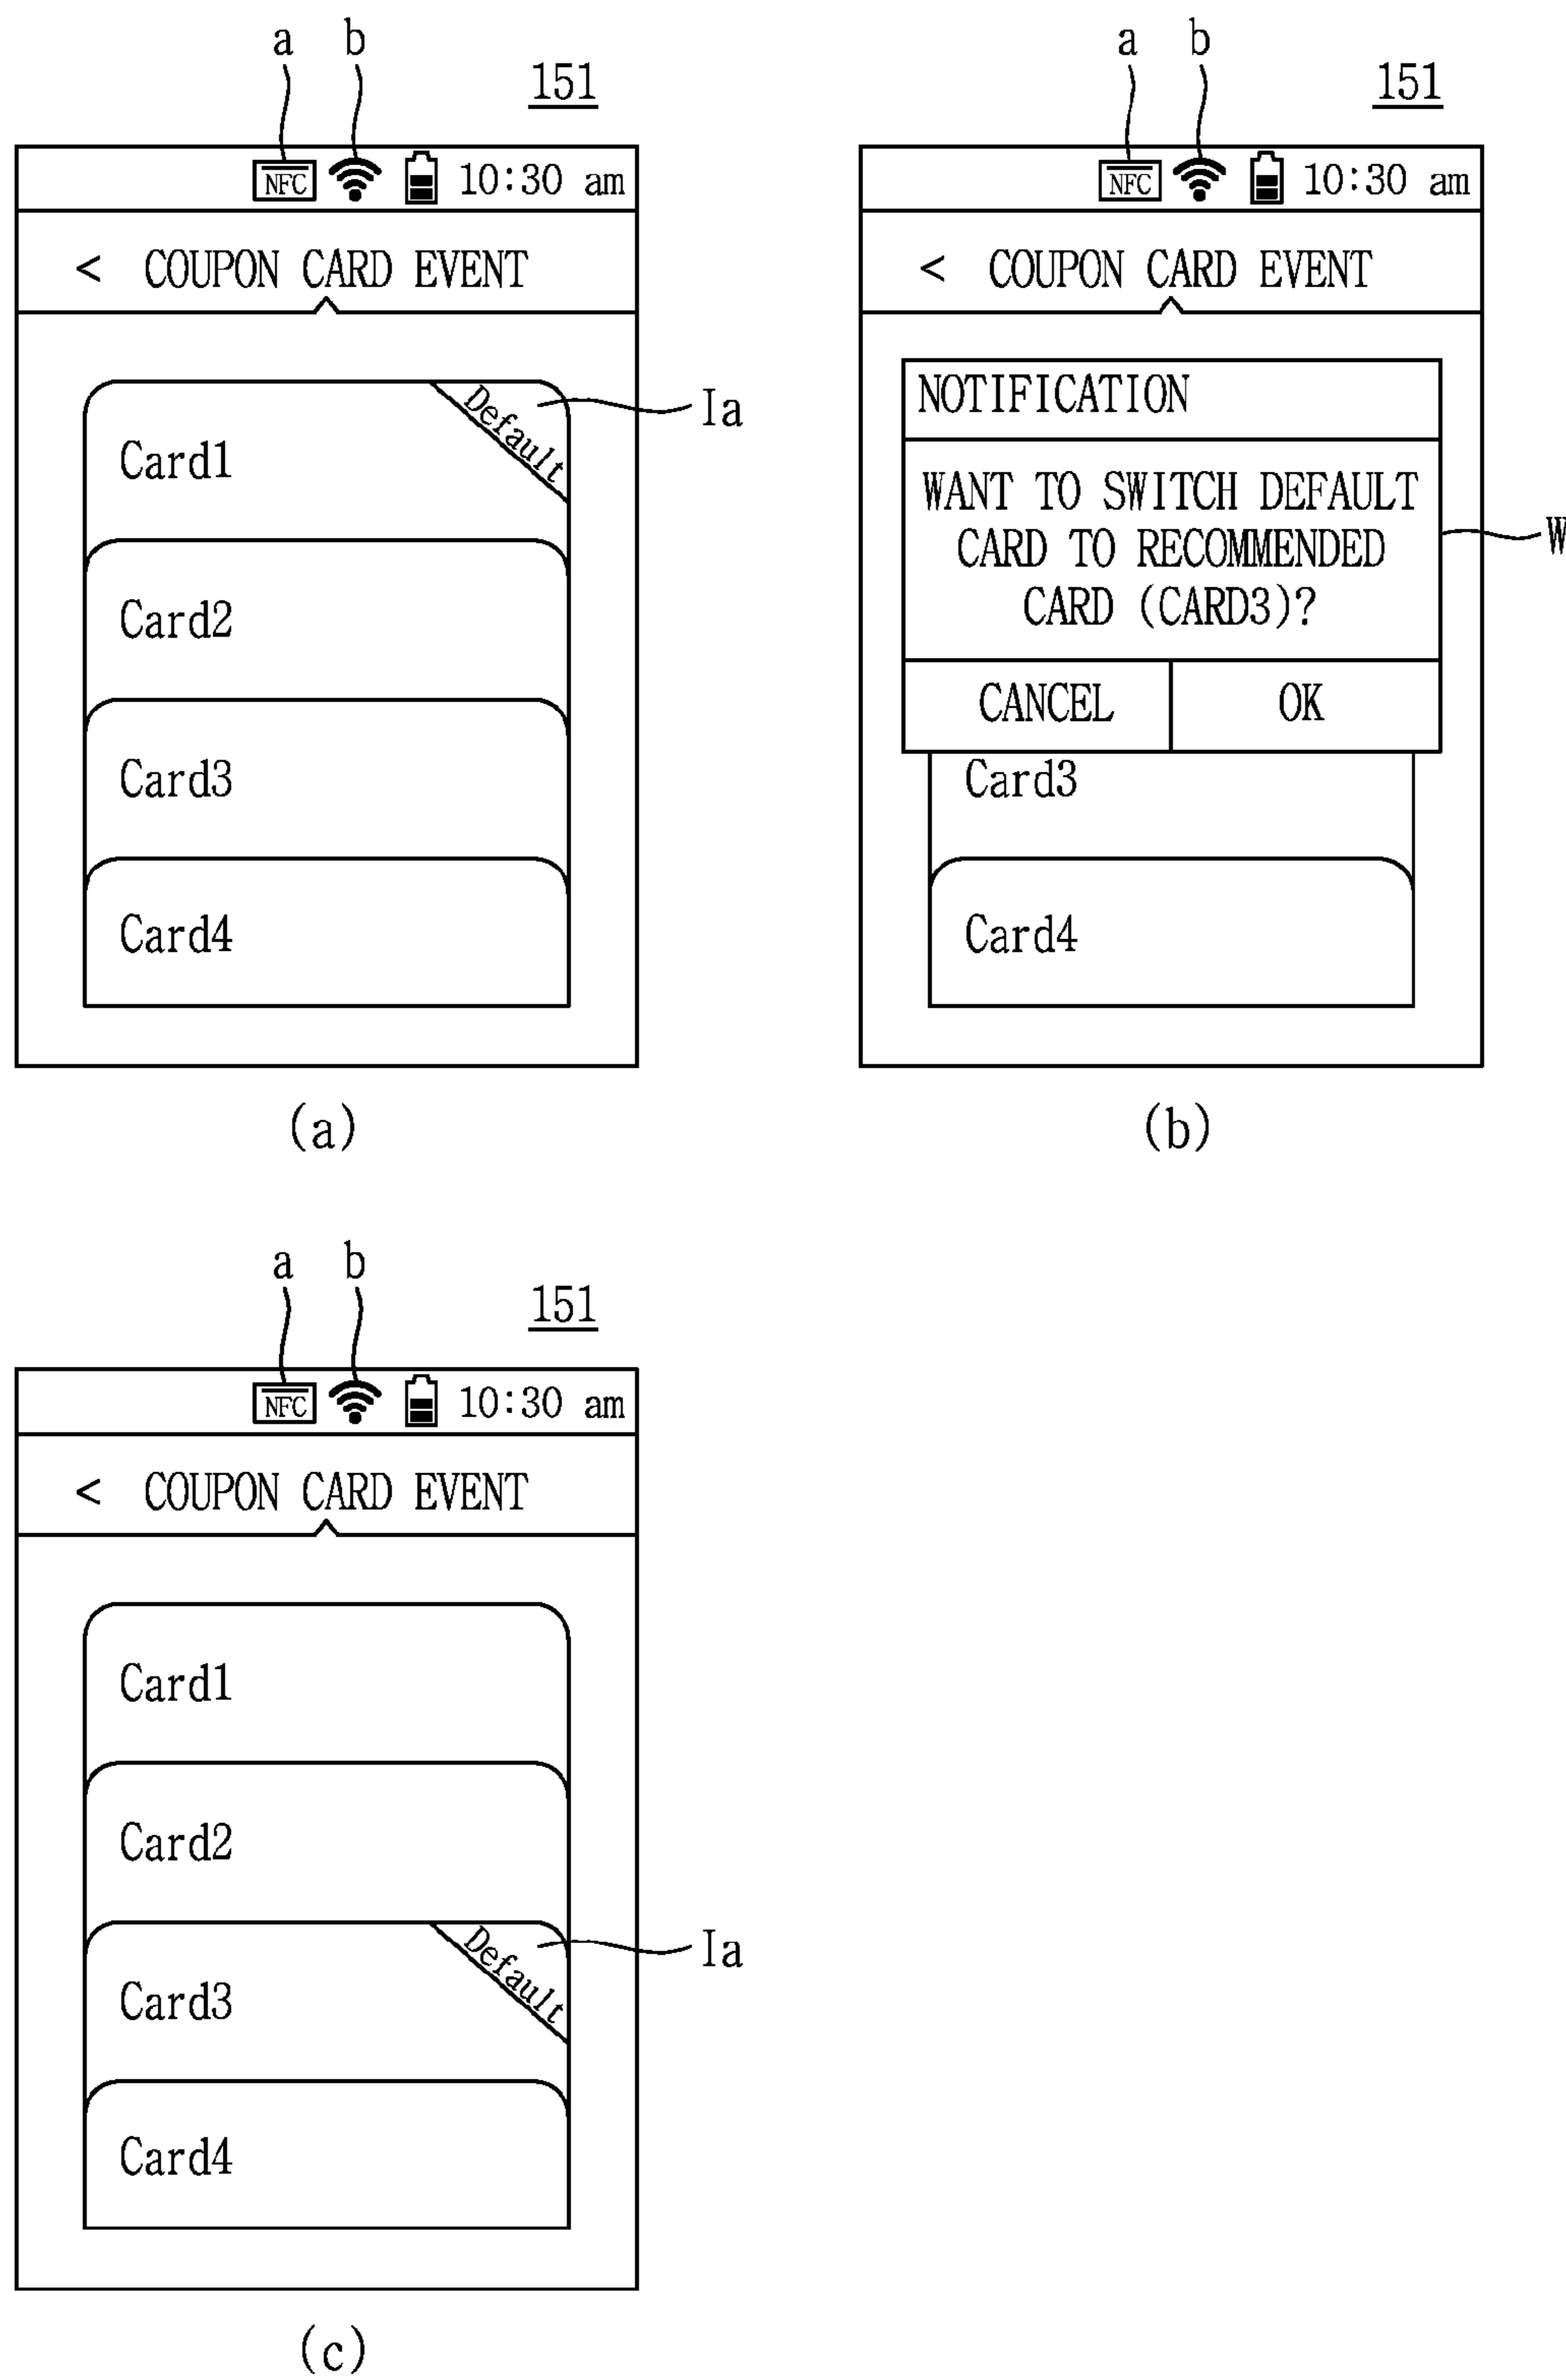 a b
151
NFC 10:30 am
< COUPON CARD EVENT
Default
Ia
Card1
Card2
Card3
Card4
(a)
a b
151
NFC 10:30 am
< COUPON CARD EVENT
NOTIFICATION
WANT TO SWITCH DEFAULT
CARD TO RECOMMENDED
CARD (CARD3)?
W
CANCEL OK
Card3
Card4
(b)
a b
151
NFC 10:30 am
< COUPON CARD EVENT
Card1
Card2
Default
Ia
Card3
Card4
(c)